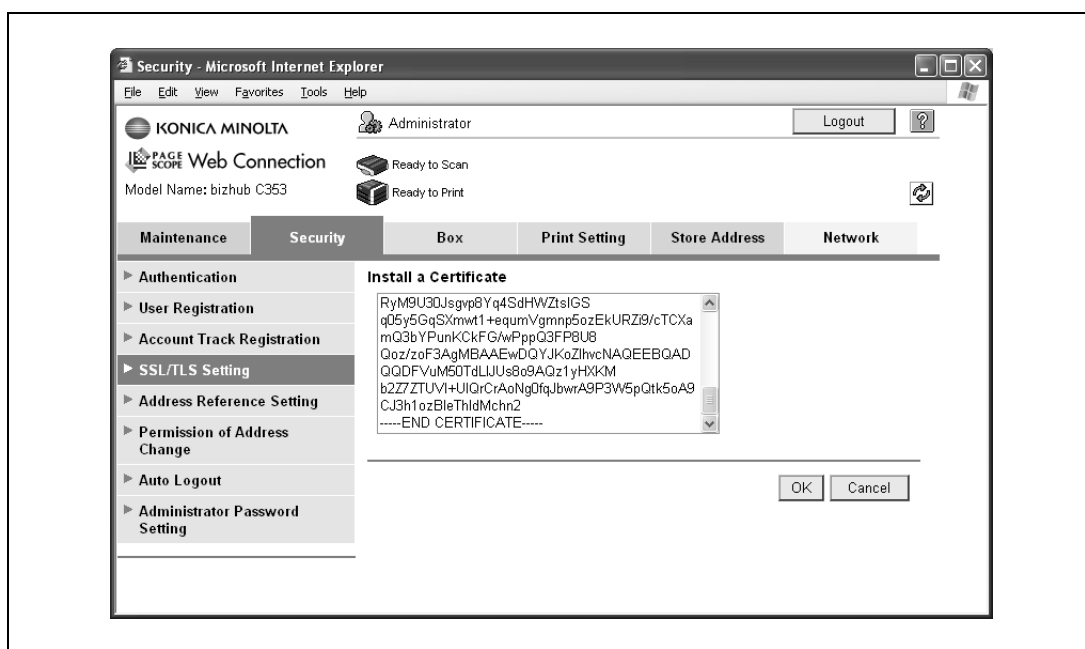 Security - Microsoft Internet Explorer
File Edit View Favorites Tools Help
KONICA MINOLTA
Administrator
Logout
?
PAGE SCOPE Web Connection
Ready to Scan
Model Name: bizhub C353
Ready to Print
Maintenance Security Box Print Setting Store Address Network
Authentication
User Registration
Account Track Registration
SSL/TLS Setting
Address Reference Setting
Permission of Address
Change
Auto Logout
Administrator Password
Setting
Install a Certificate
RyM9U30Jsgvp8Yq4SdHWZtsIGS
q05y5GqSXmwt1+equmVgmnp5ozEkURZi9/cTCXa
mQ3bYPunKCkFG/wPppQ3FP8U8
Qoz/zoF3AgMBAAEwDQYJKoZIhvcNAQEEBQAD
QQDFVuM50TdLIJUs8o9AQz1yHXKM
b2Z7ZTUVI+UIQrCrAoNg0fqJbwrA9P3W5pQtk5oA9
CJ3h1ozBleThIdMchn2
-----END CERTIFICATE-----
OK Cancel